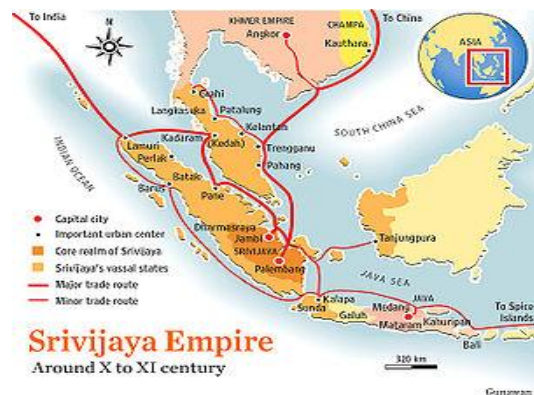 To India
KHMER EMPIRE
Angkor
CHAMPA
Kauthara
To China
ASIA
Grahi
Langkasuka
Patalung
Kelantan
SOUTH CHINA SEA
Lamuri
Kadaram
(Kedah)
Trengganu
Perlak
Pahang
INDIAN OCEAN
Batak
Barus
Pane
Dharmasraya
Jambi
SRIVIJAYA
Palembang
Tanjungpura
JAVA SEA
Capital city
Important urban center
Core realm of Srivijaya
Srivijaya's vassal states
Major trade route
Minor trade route
Kalapa
Sunda
Galuh
Medang
JAVA
Mataram
Kahuripan
Bali
To Spice
Islands
Srivijaya Empire
Around X to XI century
320 km
Gunawan